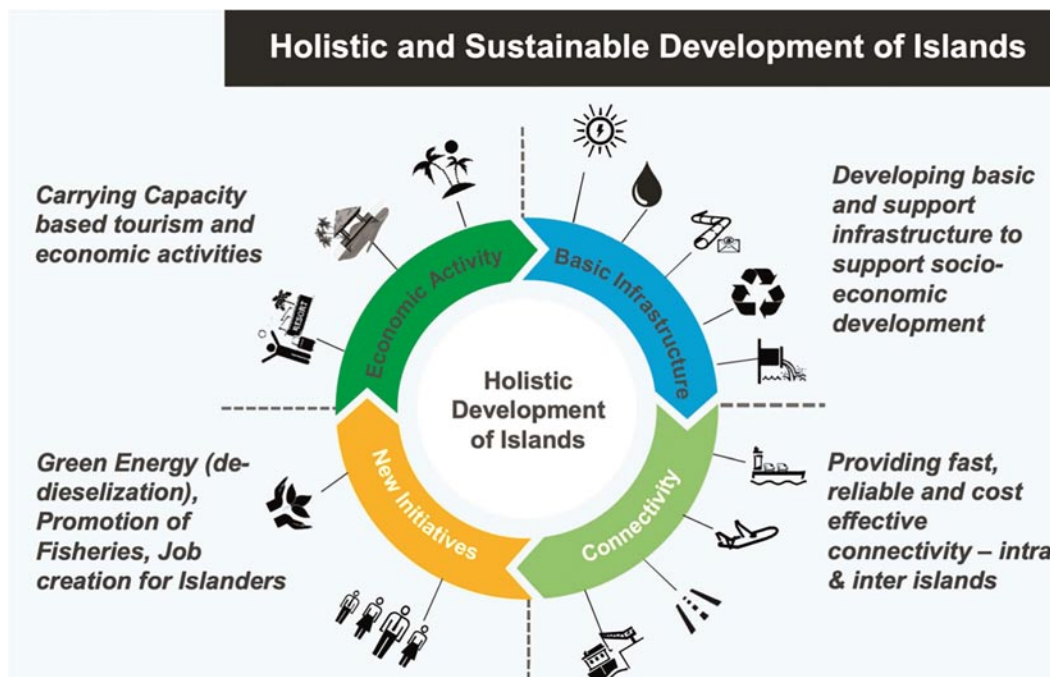 Holistic and Sustainable Development of Islands
Carrying Capacity
based tourism and
economic activities
Developing basic
and support
infrastructure to
support socio-
economic
development
RESORT
Economic Activity
Basic Infrastructure
Holistic
Development
of Islands
New Initiatives
Connectivity
Green Energy (de-
dieselization),
Promotion of
Fisheries, Job
creation for Islanders
Providing fast,
reliable and cost
effective
connectivity – intra
& inter islands